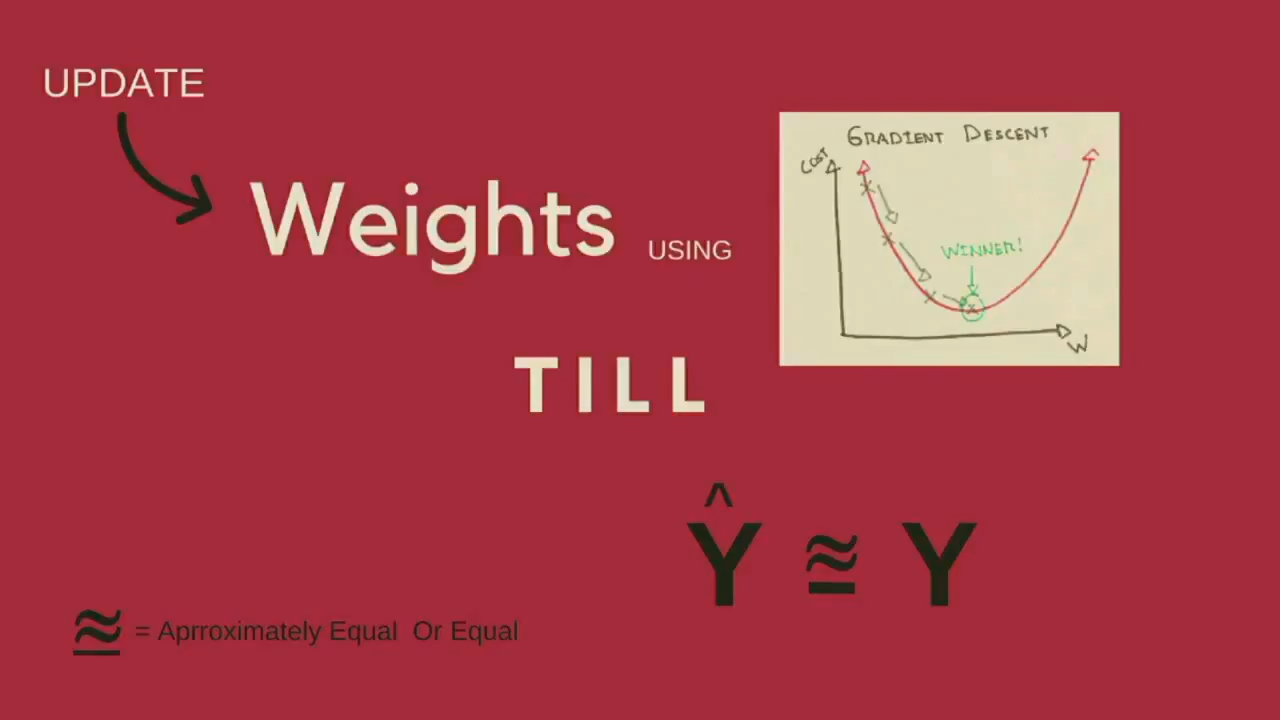 UPDATE
Weights USING
GRADIENT DESCENT
COST
WINNER!
W
TILL
^
Y ≊ Y
≊ = Aprroximately Equal Or Equal